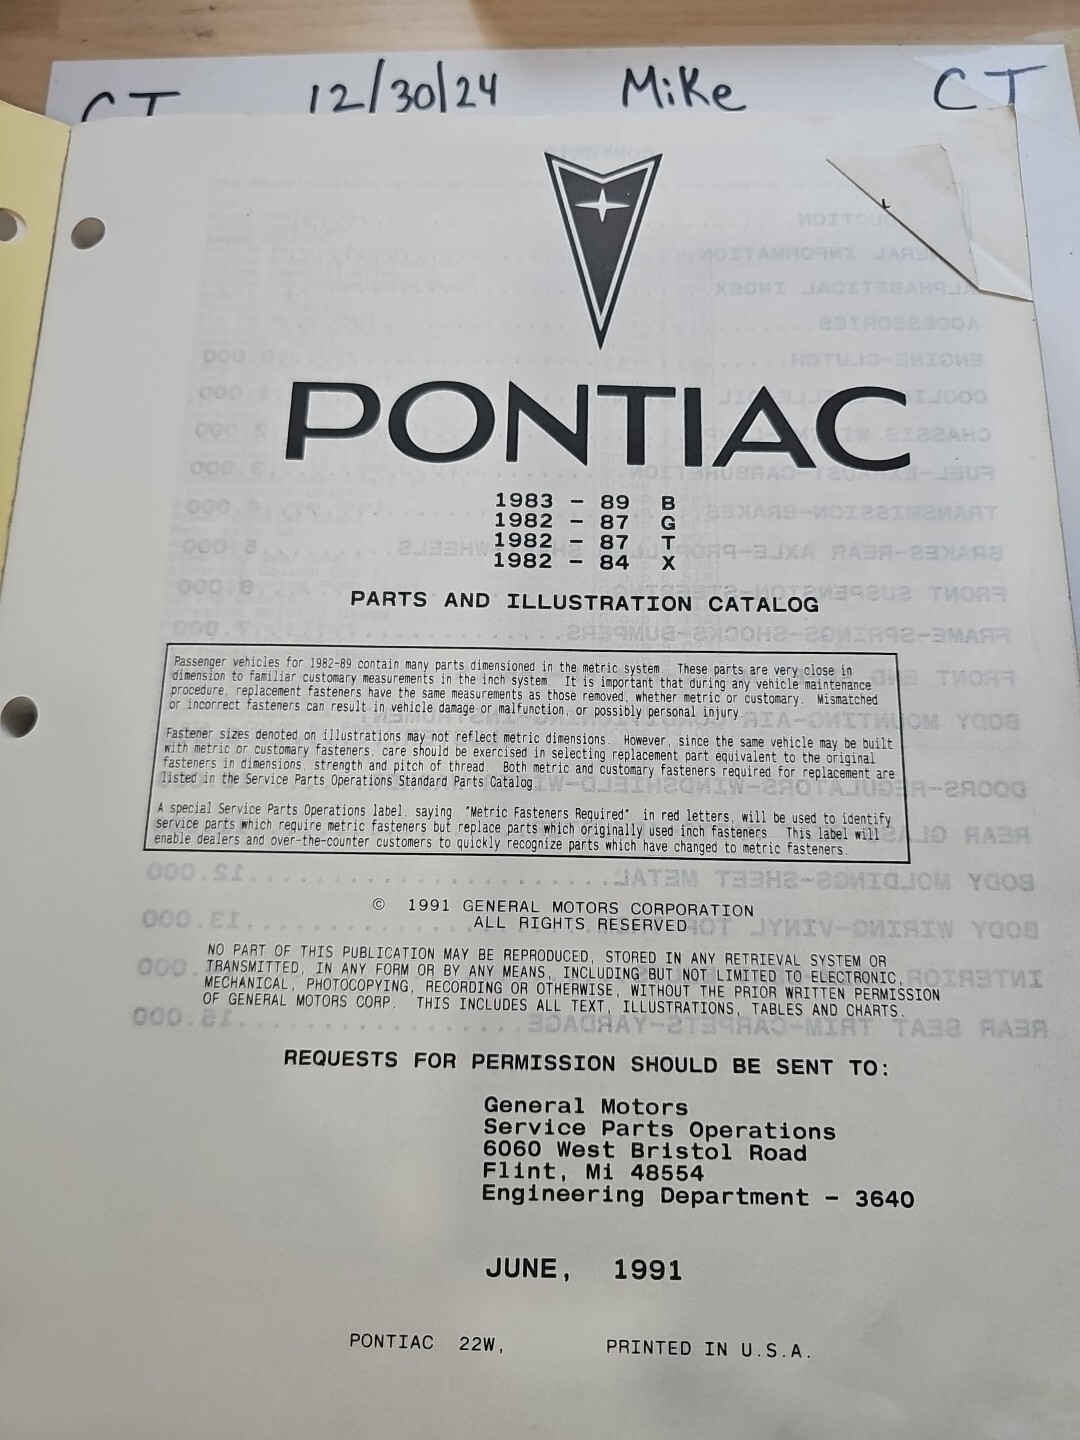 CT 12/30/24 Mike CT
PONTIAC
1983 - 89 B
1982 - 87 G
1982 - 87 T
1982 - 84 X
PARTS AND ILLUSTRATION CATALOG
Passenger vehicles for 1982-89 contain many parts dimensioned in the metric system. These parts are very close in
dimension to familiar customary measurements in the inch system. It is important that during any vehicle maintenance
procedure, replacement fasteners have the same measurements as those removed, whether metric or customary. Mismatched
or incorrect fasteners can result in vehicle damage or malfunction, or possibly personal injury.
Fastener sizes denoted on illustrations may not reflect metric dimensions. However, since the same vehicle may be built
with metric or customary fasteners, care should be exercised in selecting replacement part equivalent to the original
fasteners in dimensions, strength and pitch of thread. Both metric and customary fasteners required for replacement are
listed in the Service Parts Operations Standard Parts Catalog.
A special Service Parts Operations label, saying "Metric Fasteners Required" in red letters, will be used to identify
service parts which require metric fasteners but replace parts which originally used inch fasteners. This label will
enable dealers and over-the-counter customers to quickly recognize parts which have changed to metric fasteners.
© 1991 GENERAL MOTORS CORPORATION
ALL RIGHTS RESERVED
NO PART OF THIS PUBLICATION MAY BE REPRODUCED, STORED IN ANY RETRIEVAL SYSTEM OR
TRANSMITTED, IN ANY FORM OR BY ANY MEANS, INCLUDING BUT NOT LIMITED TO ELECTRONIC,
MECHANICAL, PHOTOCOPYING, RECORDING OR OTHERWISE, WITHOUT THE PRIOR WRITTEN PERMISSION
OF GENERAL MOTORS CORP. THIS INCLUDES ALL TEXT, ILLUSTRATIONS, TABLES AND CHARTS.
REQUESTS FOR PERMISSION SHOULD BE SENT TO:
General Motors
Service Parts Operations
6060 West Bristol Road
Flint, Mi 48554
Engineering Department - 3640
JUNE, 1991
PONTIAC 22W, PRINTED IN U.S.A.